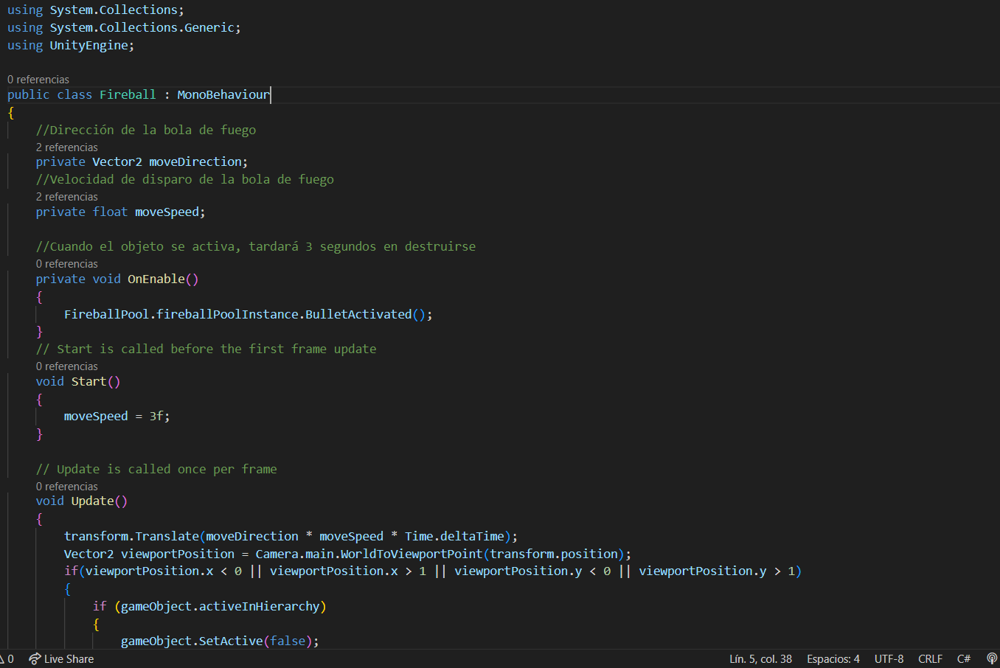 using System.Collections;
using System.Collections.Generic;
using UnityEngine;
0 referencias
public class Fireball : MonoBehaviour
{
//Dirección de la bola de fuego
2 referencias
private Vector2 moveDirection;
//Velocidad de disparo de la bola de fuego
2 referencias
private float moveSpeed;
//Cuando el objeto se activa, tardará 3 segundos en destruirse
0 referencias
private void OnEnable()
{
FireballPool.fireballPoolInstance.BulletActivated();
}
// Start is called before the first frame update
0 referencias
void Start()
{
moveSpeed = 3f;
}
// Update is called once per frame
0 referencias
void Update()
{
transform.Translate(moveDirection * moveSpeed * Time.deltaTime);
Vector2 viewportPosition = Camera.main.WorldToViewportPoint(transform.position);
if(viewportPosition.x < 0 || viewportPosition.x > 1 || viewportPosition.y < 0 || viewportPosition.y > 1)
{
if (gameObject.activeInHierarchy)
{
gameObject.SetActive(false);
0 Live Share Lín. 5, col. 38 Espacios: 4 UTF-8 CRLF C#